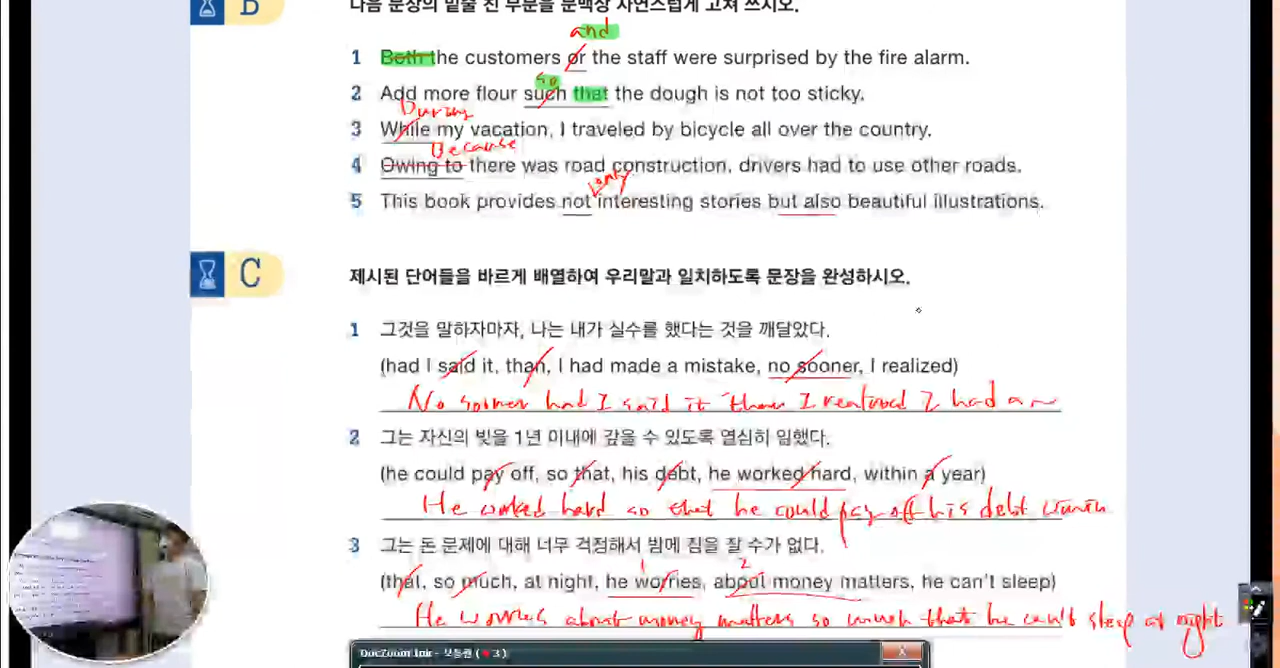 B 다음 문장의 밑줄 친 부분을 문맥상 자연스럽게 고쳐 쓰시오.
and
1 Both the customers or the staff were surprised by the fire alarm.
so
2 Add more flour such that the dough is not too sticky.
During
3 While my vacation, I traveled by bicycle all over the country.
Because
4 Owing to there was road construction, drivers had to use other roads.
only
5 This book provides not interesting stories but also beautiful illustrations.
C 제시된 단어들을 바르게 배열하여 우리말과 일치하도록 문장을 완성하시오.
1 그것을 말하자마자, 나는 내가 실수를 했다는 것을 깨달았다.
(had I said it, than, I had made a mistake, no sooner, I realized)
No sooner had I said it than I realized I had a
2 그는 자신의 빚을 1년 이내에 갚을 수 있도록 열심히 일했다.
(he could pay off, so that, his debt, he worked hard, within a year)
He worked hard so that he could pay off his debt within
3 그는 돈 문제에 대해 너무 걱정해서 밤에 잠을 잘 수가 없다.
1 2
(that, so much, at night, he worries, about money matters, he can't sleep)
He worries about money matters so much that he can't sleep at night
DocZoom Ink - 보통펜 ( 3 )